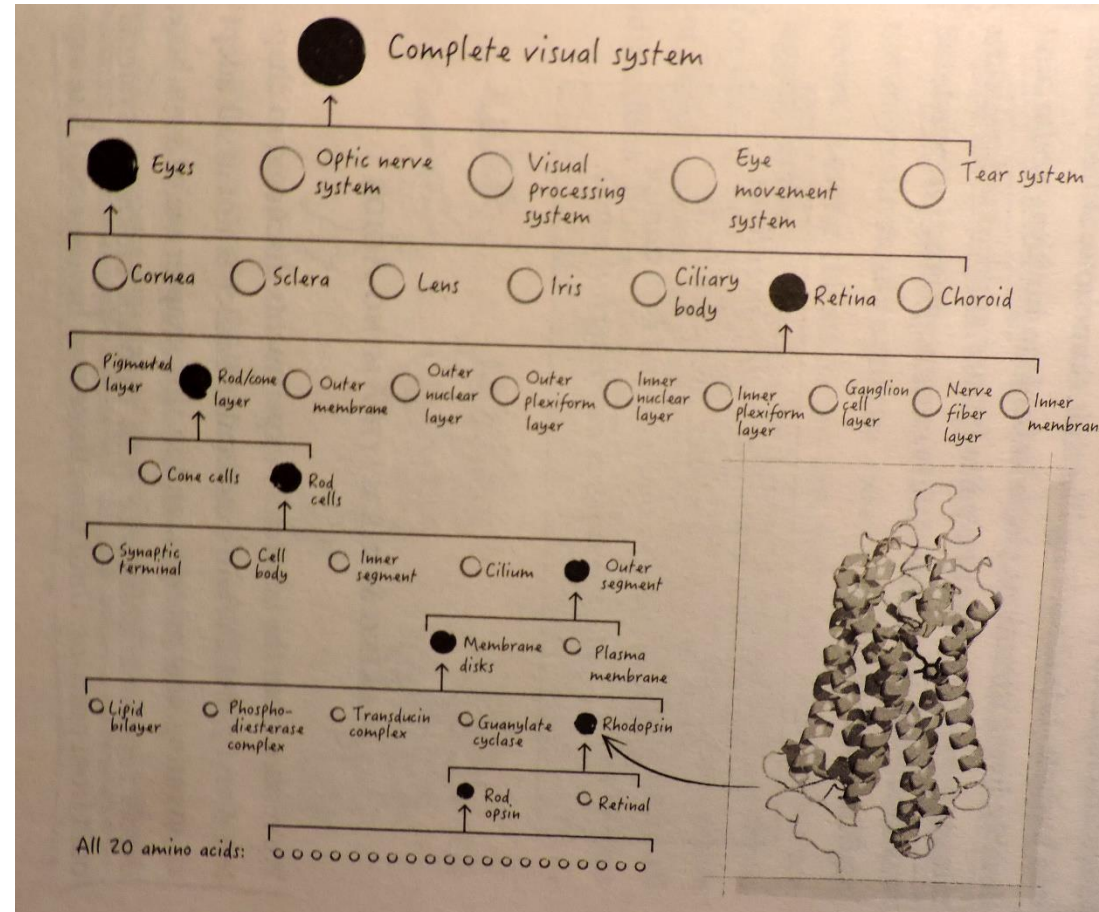 Complete visual system
Eyes
Optic nerve
system
Visual
processing
system
Eye
movement
system
Tear system
Cornea
Sclera
Lens
Iris
Ciliary
body
Retina
Choroid
Pigmented
layer
Rod/cone
layer
Outer
membrane
Outer
nuclear
layer
Outer
plexiform
layer
Inner
nuclear
layer
Inner
plexiform
layer
Ganglion
cell
layer
Nerve
fiber
layer
Inner
membran
Cone cells
Rod
cells
Synaptic
terminal
Cell
body
Inner
segment
Cilium
Outer
segment
Membrane
disks
Plasma
membrane
Lipid
bilayer
Phospho-
diesterase
complex
Transducin
complex
Guanylate
cyclase
Rhodopsin
Rod
opsin
Retinal
All 20 amino acids: